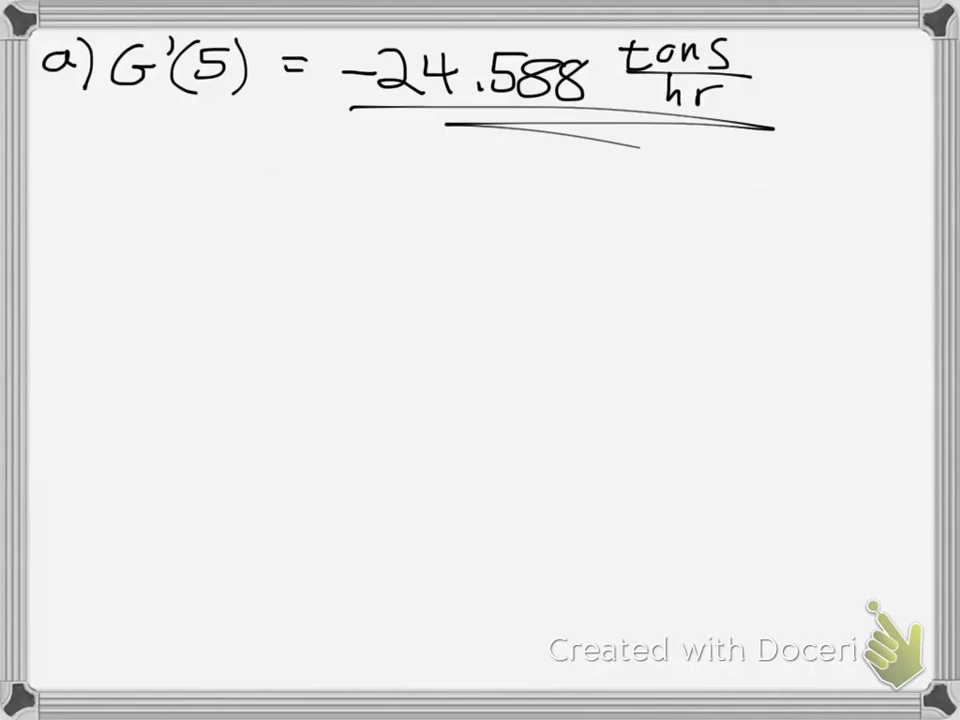 a) G'(5) = -24.588 tons/hr
Created with Doceri